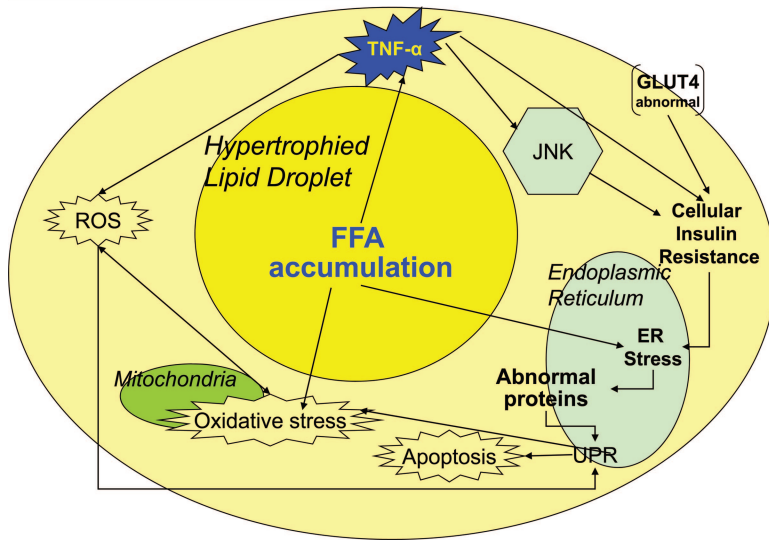 TNF-α
GLUT4
abnormal
Hypertrophied
Lipid Droplet
JNK
ROS
Cellular
Insulin
Resistance
FFA
accumulation
Endoplasmic
Reticulum
ER
Stress
Mitochondria
Abnormal
proteins
Oxidative stress
UPR
Apoptosis